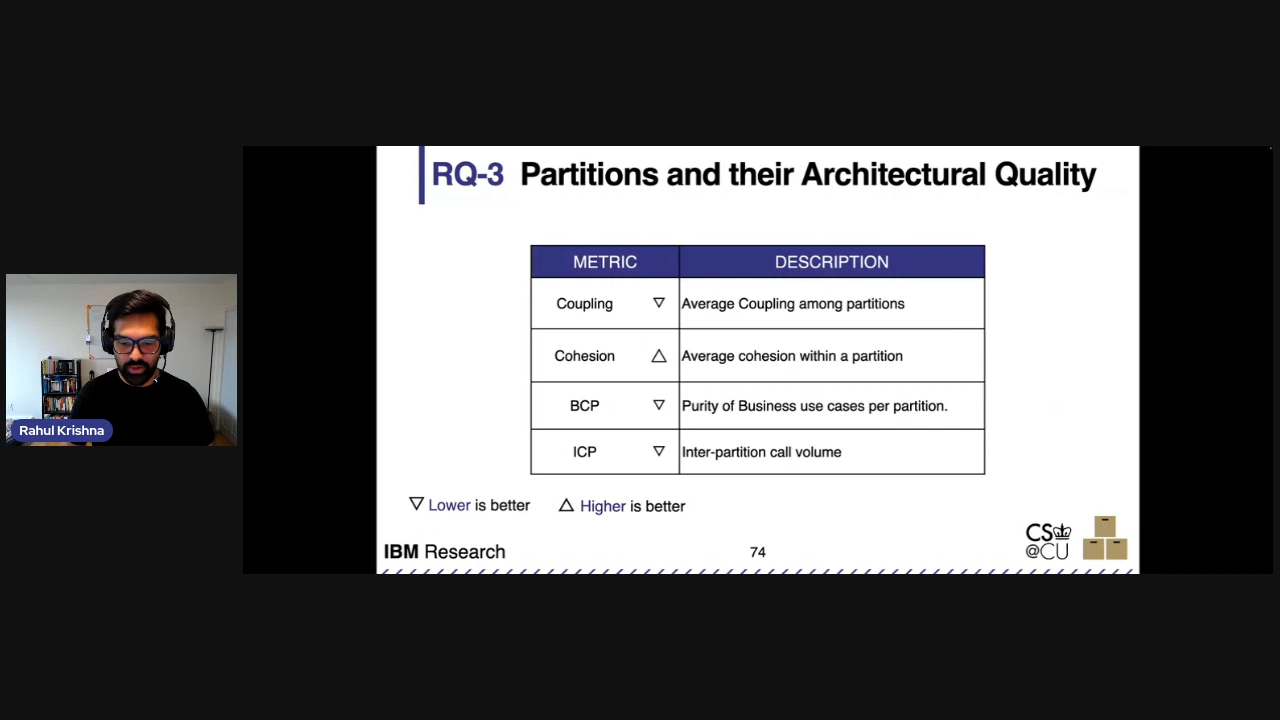 RQ-3 Partitions and their Architectural Quality
METRIC DESCRIPTION
Coupling ▽ Average Coupling among partitions
Cohesion △ Average cohesion within a partition
BCP ▽ Purity of Business use cases per partition.
ICP ▽ Inter-partition call volume
▽ Lower is better △ Higher is better
IBM Research
74
CS
@CU
Rahul Krishna